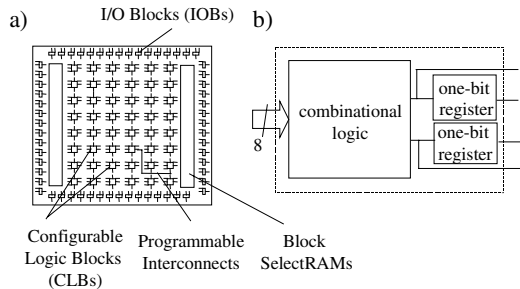 a)
I/O Blocks (IOBs)
b)
combinational
logic
8
one-bit
register
one-bit
register
Configurable
Logic Blocks
(CLBs)
Programmable
Interconnects
Block
SelectRAMs